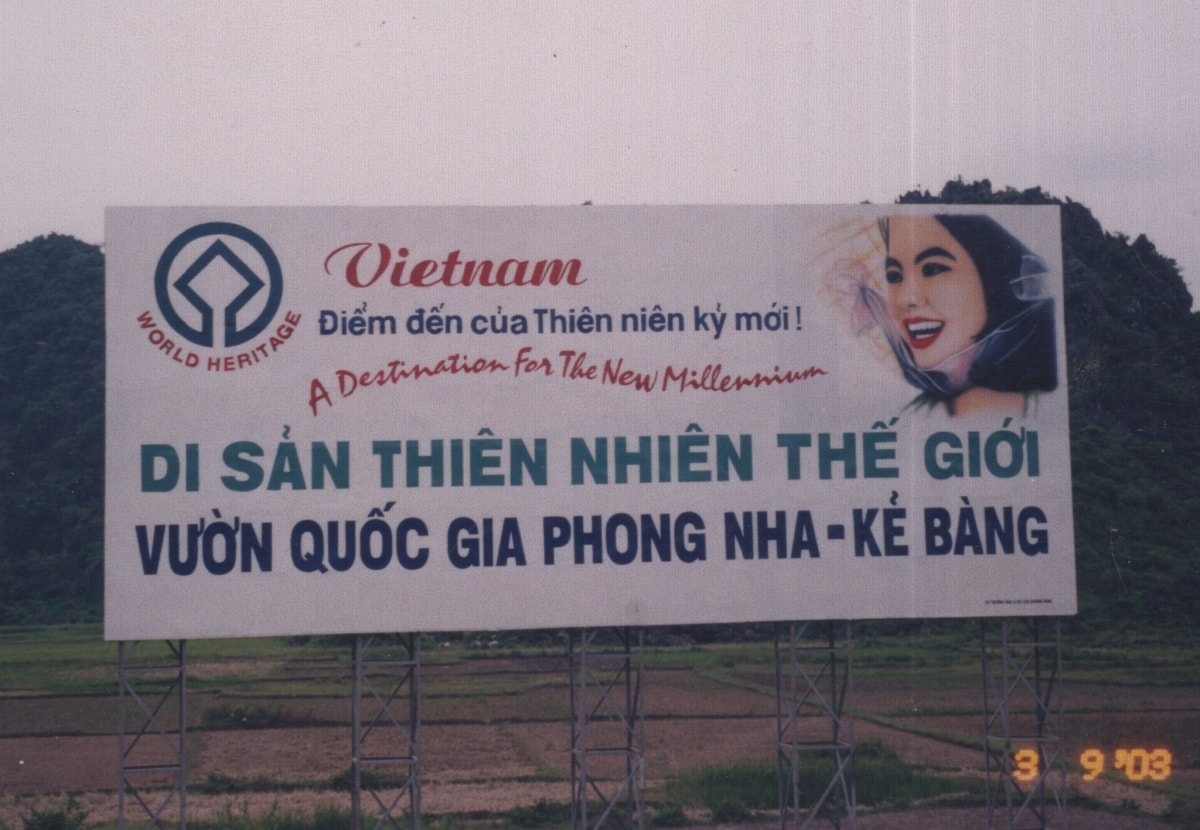 WORLD HERITAGE
Vietnam
Điểm đến của Thiên niên kỷ mới !
A Destination For The New Millennium
DI SẢN THIÊN NHIÊN THẾ GIỚI
VƯỜN QUỐC GIA PHONG NHA - KẺ BÀNG
3 9 '03